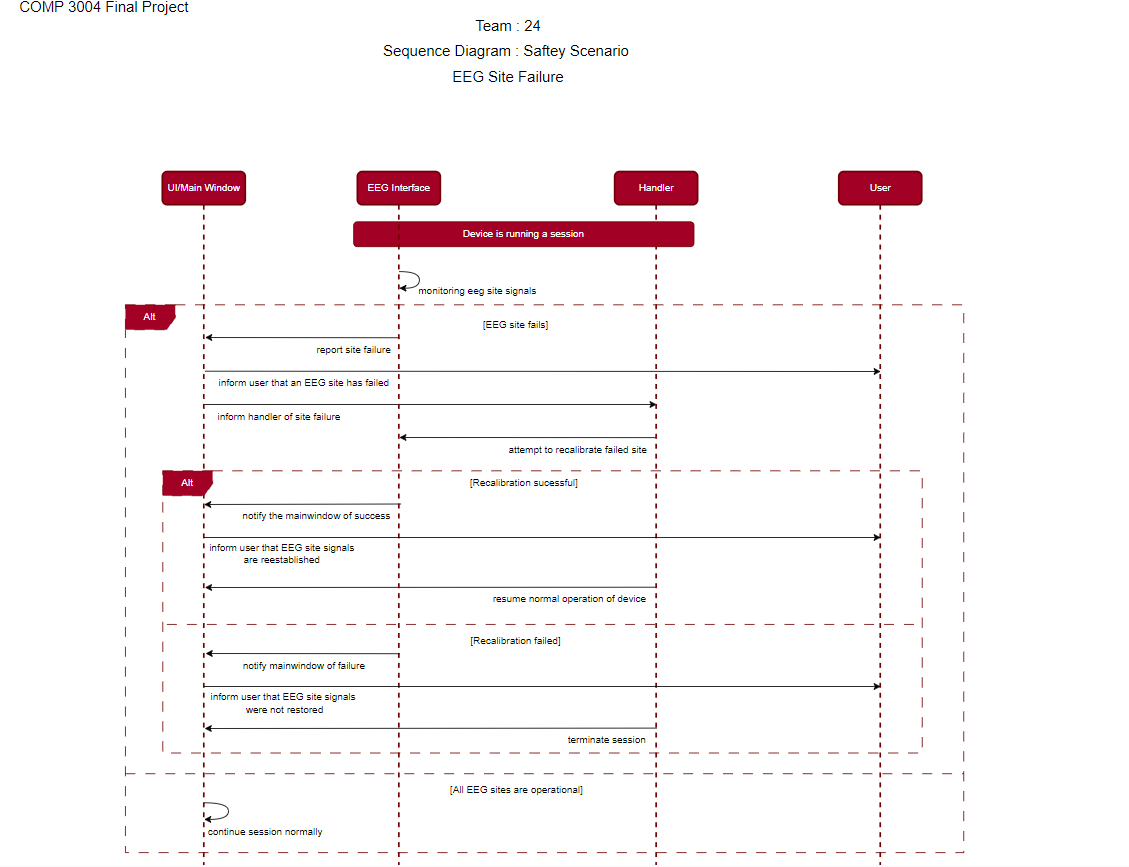 COMP 3004 Final Project
Team : 24
Sequence Diagram : Saftey Scenario
EEG Site Failure
UI/Main Window
EEG Interface
Handler
User
Device is running a session
monitoring eeg site signals
Alt
[EEG site fails]
report site failure
inform user that an EEG site has failed
inform handler of site failure
attempt to recalibrate failed site
Alt
[Recalibration sucessful]
notify the mainwindow of success
inform user that EEG site signals
are reestablished
resume normal operation of device
[Recalibration failed]
notify mainwindow of failure
inform user that EEG site signals
were not restored
terminate session
[All EEG sites are operational]
continue session normally